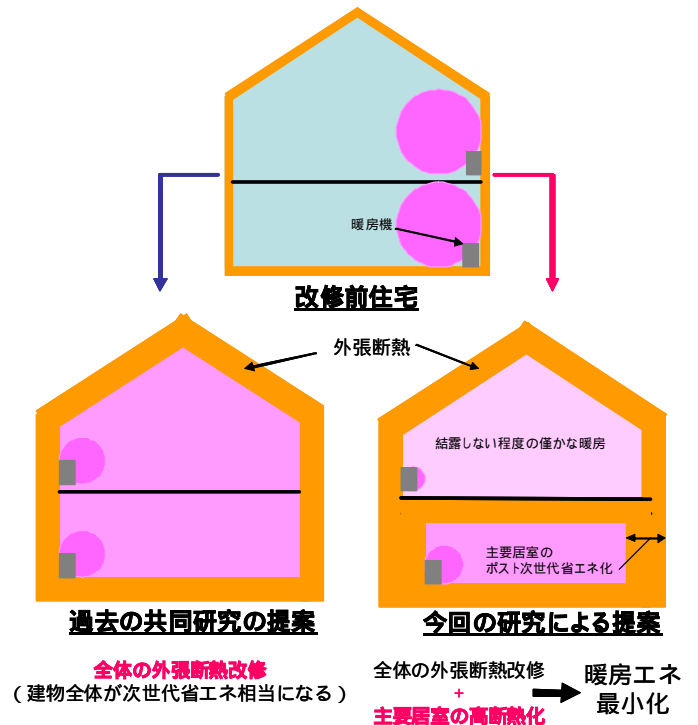 暖房機
改修前住宅
外張断熱
結露しない程度の僅かな暖房
主要居室の
ポスト次世代省エネ化
過去の共同研究の提案
今回の研究による提案
全体の外張断熱改修
(建物全体が次世代省エネ相当になる)
全体の外張断熱改修
+
主要居室の高断熱化
暖房エネ
最小化